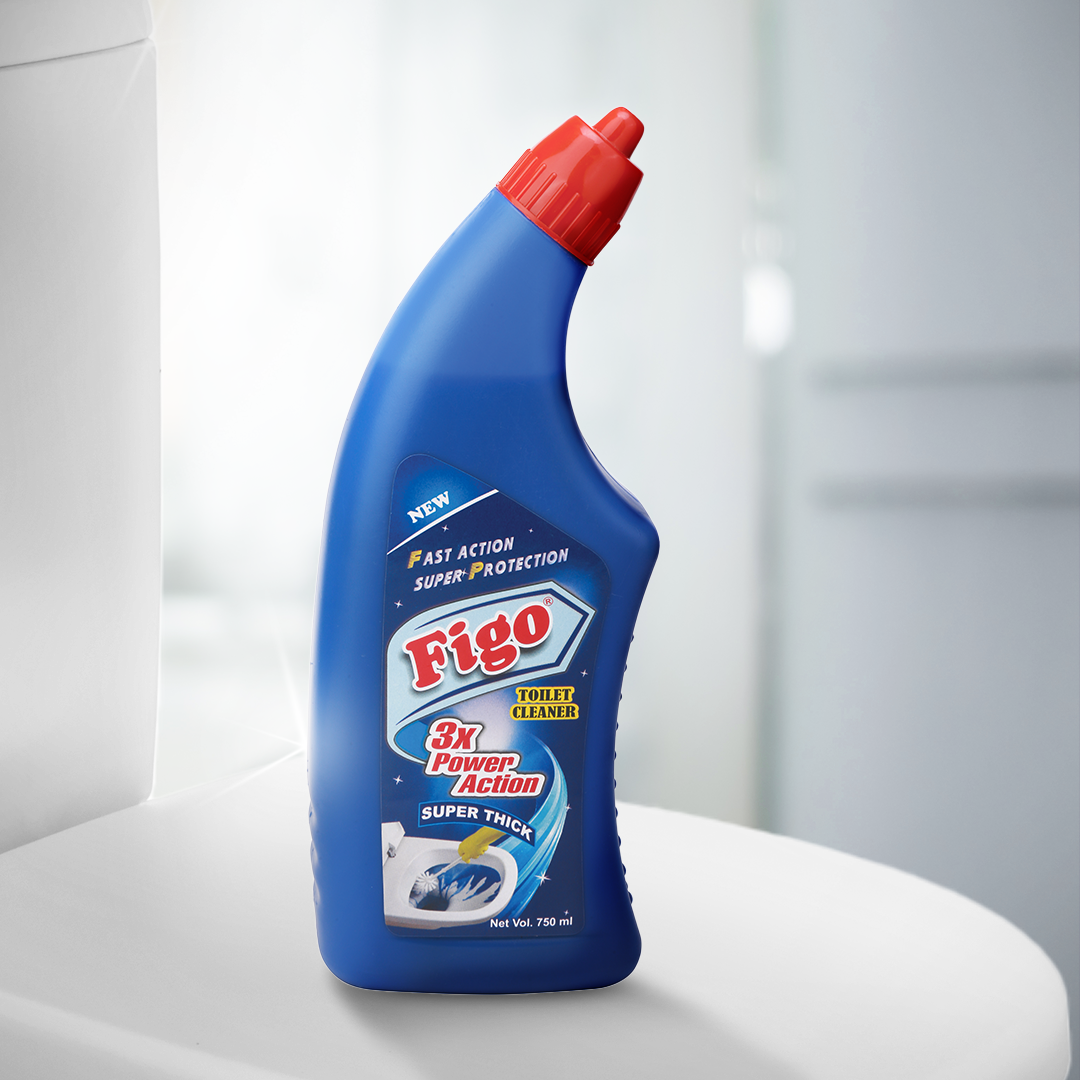 NEW
FAST ACTION
SUPER PROTECTION
Figo®
TOILET
CLEANER
3x
Power
Action
SUPER THICK
Net Vol. 750 ml